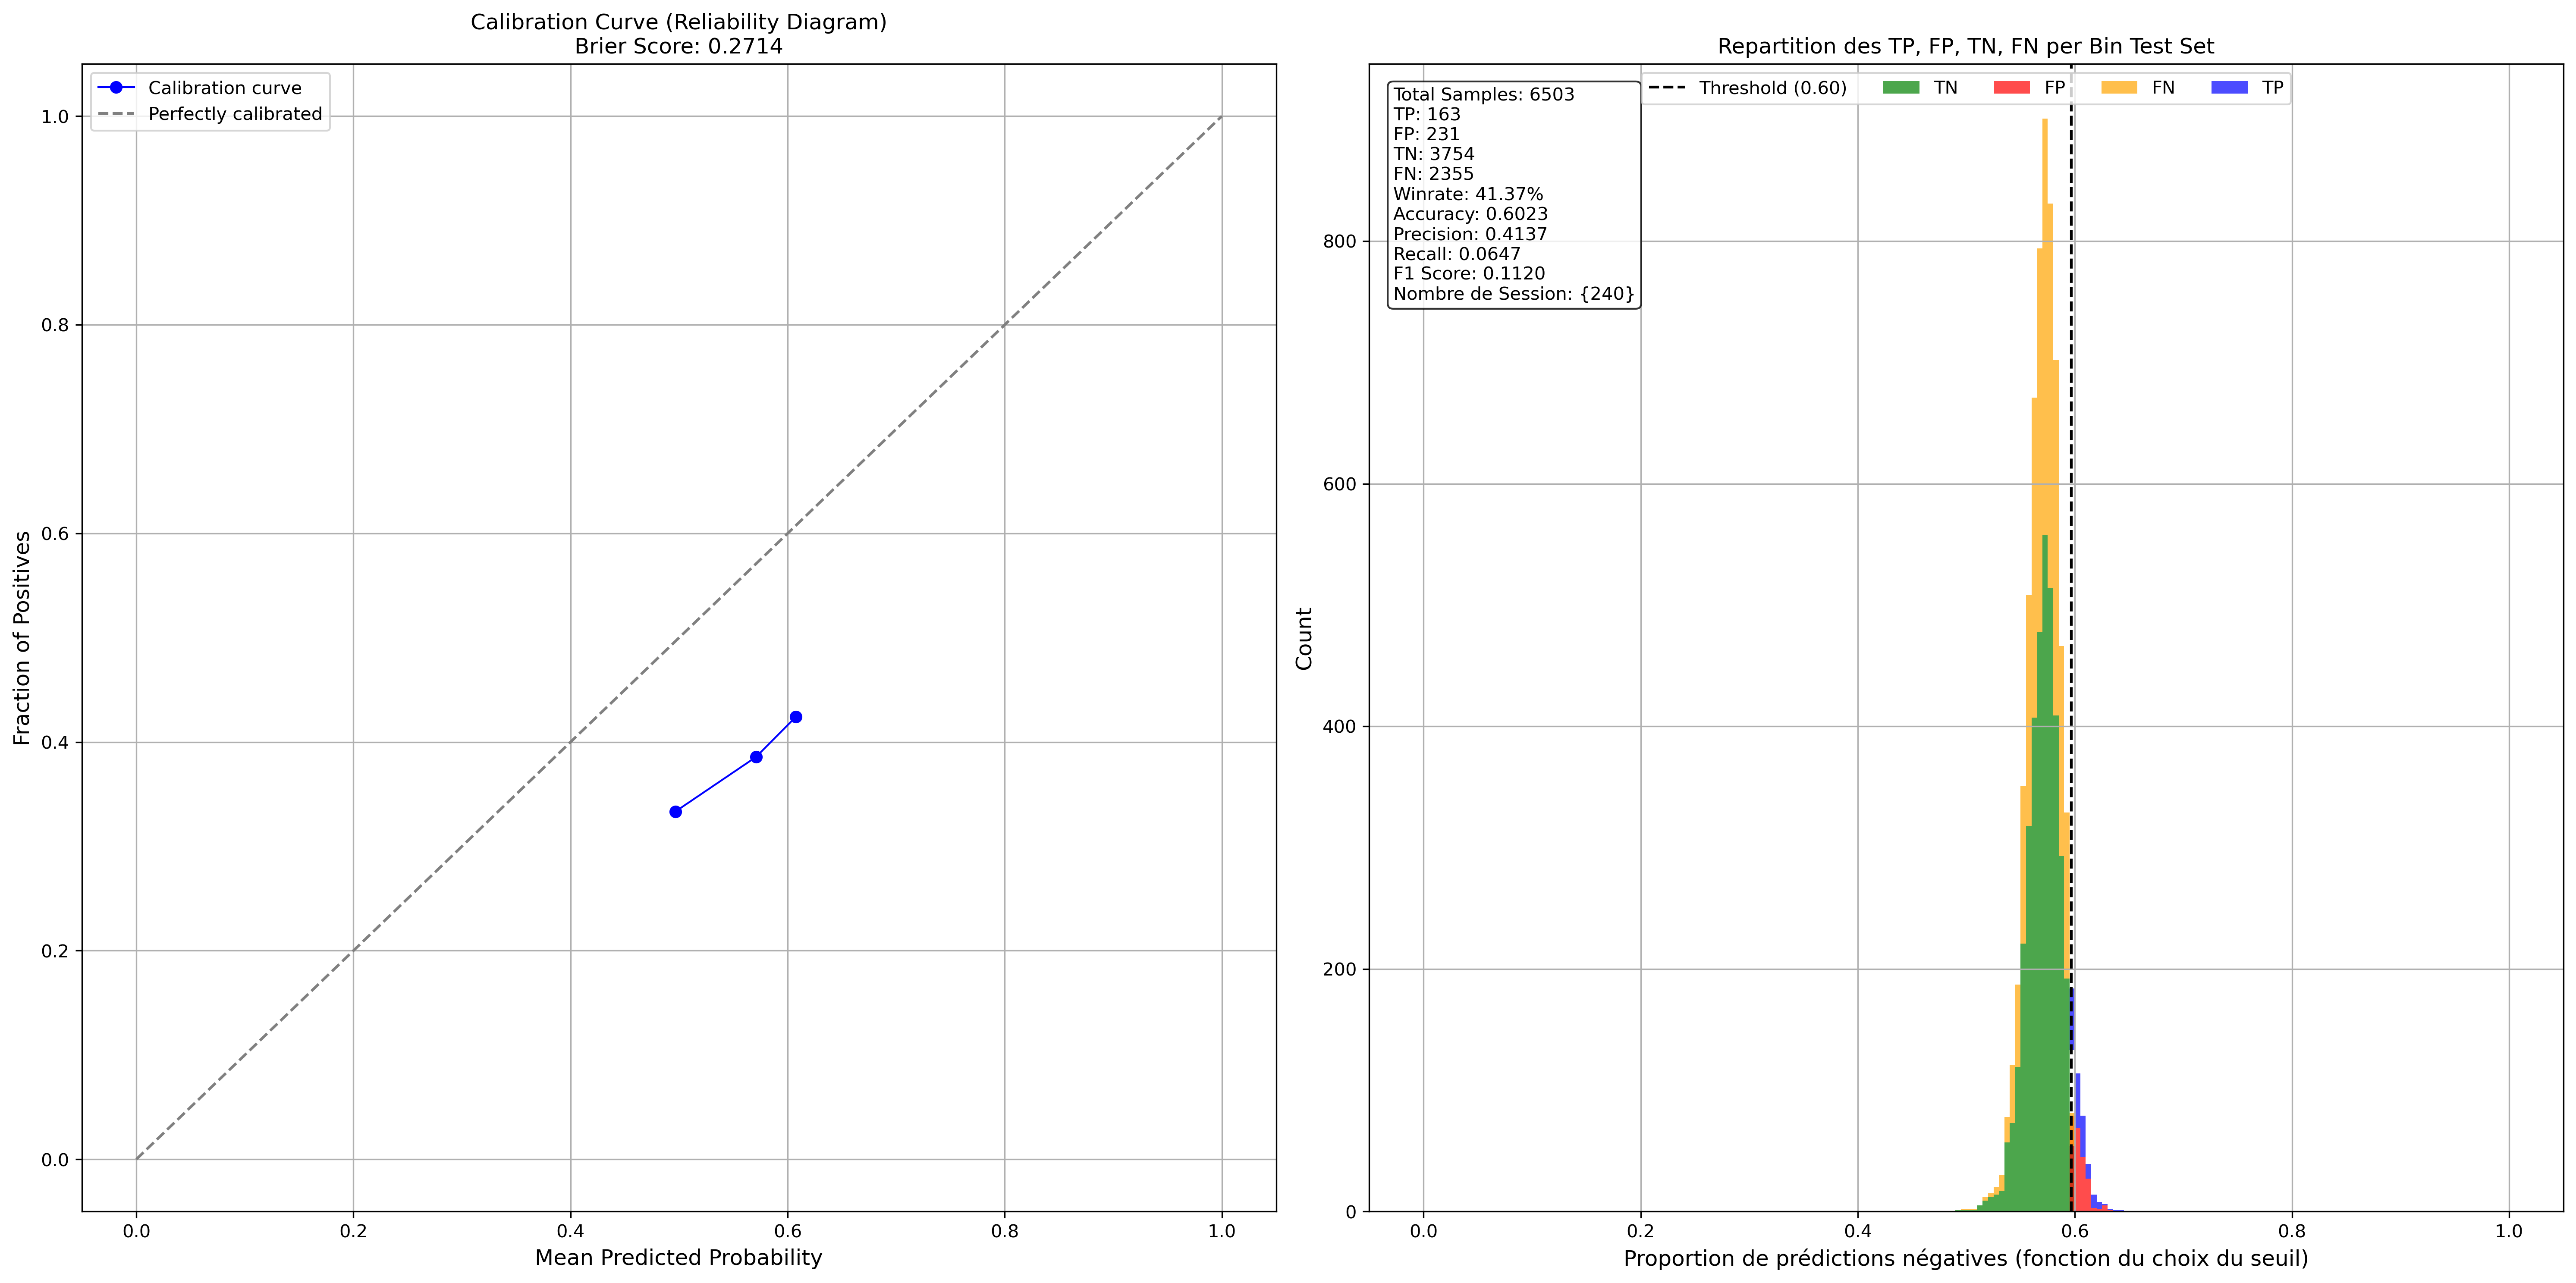 Calibration Curve (Reliability Diagram)
Brier Score: 0.2714
Calibration curve
Perfectly calibrated
1.0
0.8
0.6
0.4
0.2
0.0
Fraction of Positives
0.0 0.2 0.4 0.6 0.8 1.0
Mean Predicted Probability
Repartition des TP, FP, TN, FN per Bin Test Set
Threshold (0.60) TN FP FN TP
Total Samples: 6503
TP: 163
FP: 231
TN: 3754
FN: 2355
Winrate: 41.37%
Accuracy: 0.6023
Precision: 0.4137
Recall: 0.0647
F1 Score: 0.1120
Nombre de Session: {240}
800
600
400
200
0
Count
0.0 0.2 0.4 0.6 0.8 1.0
Proportion de prédictions négatives (fonction du choix du seuil)